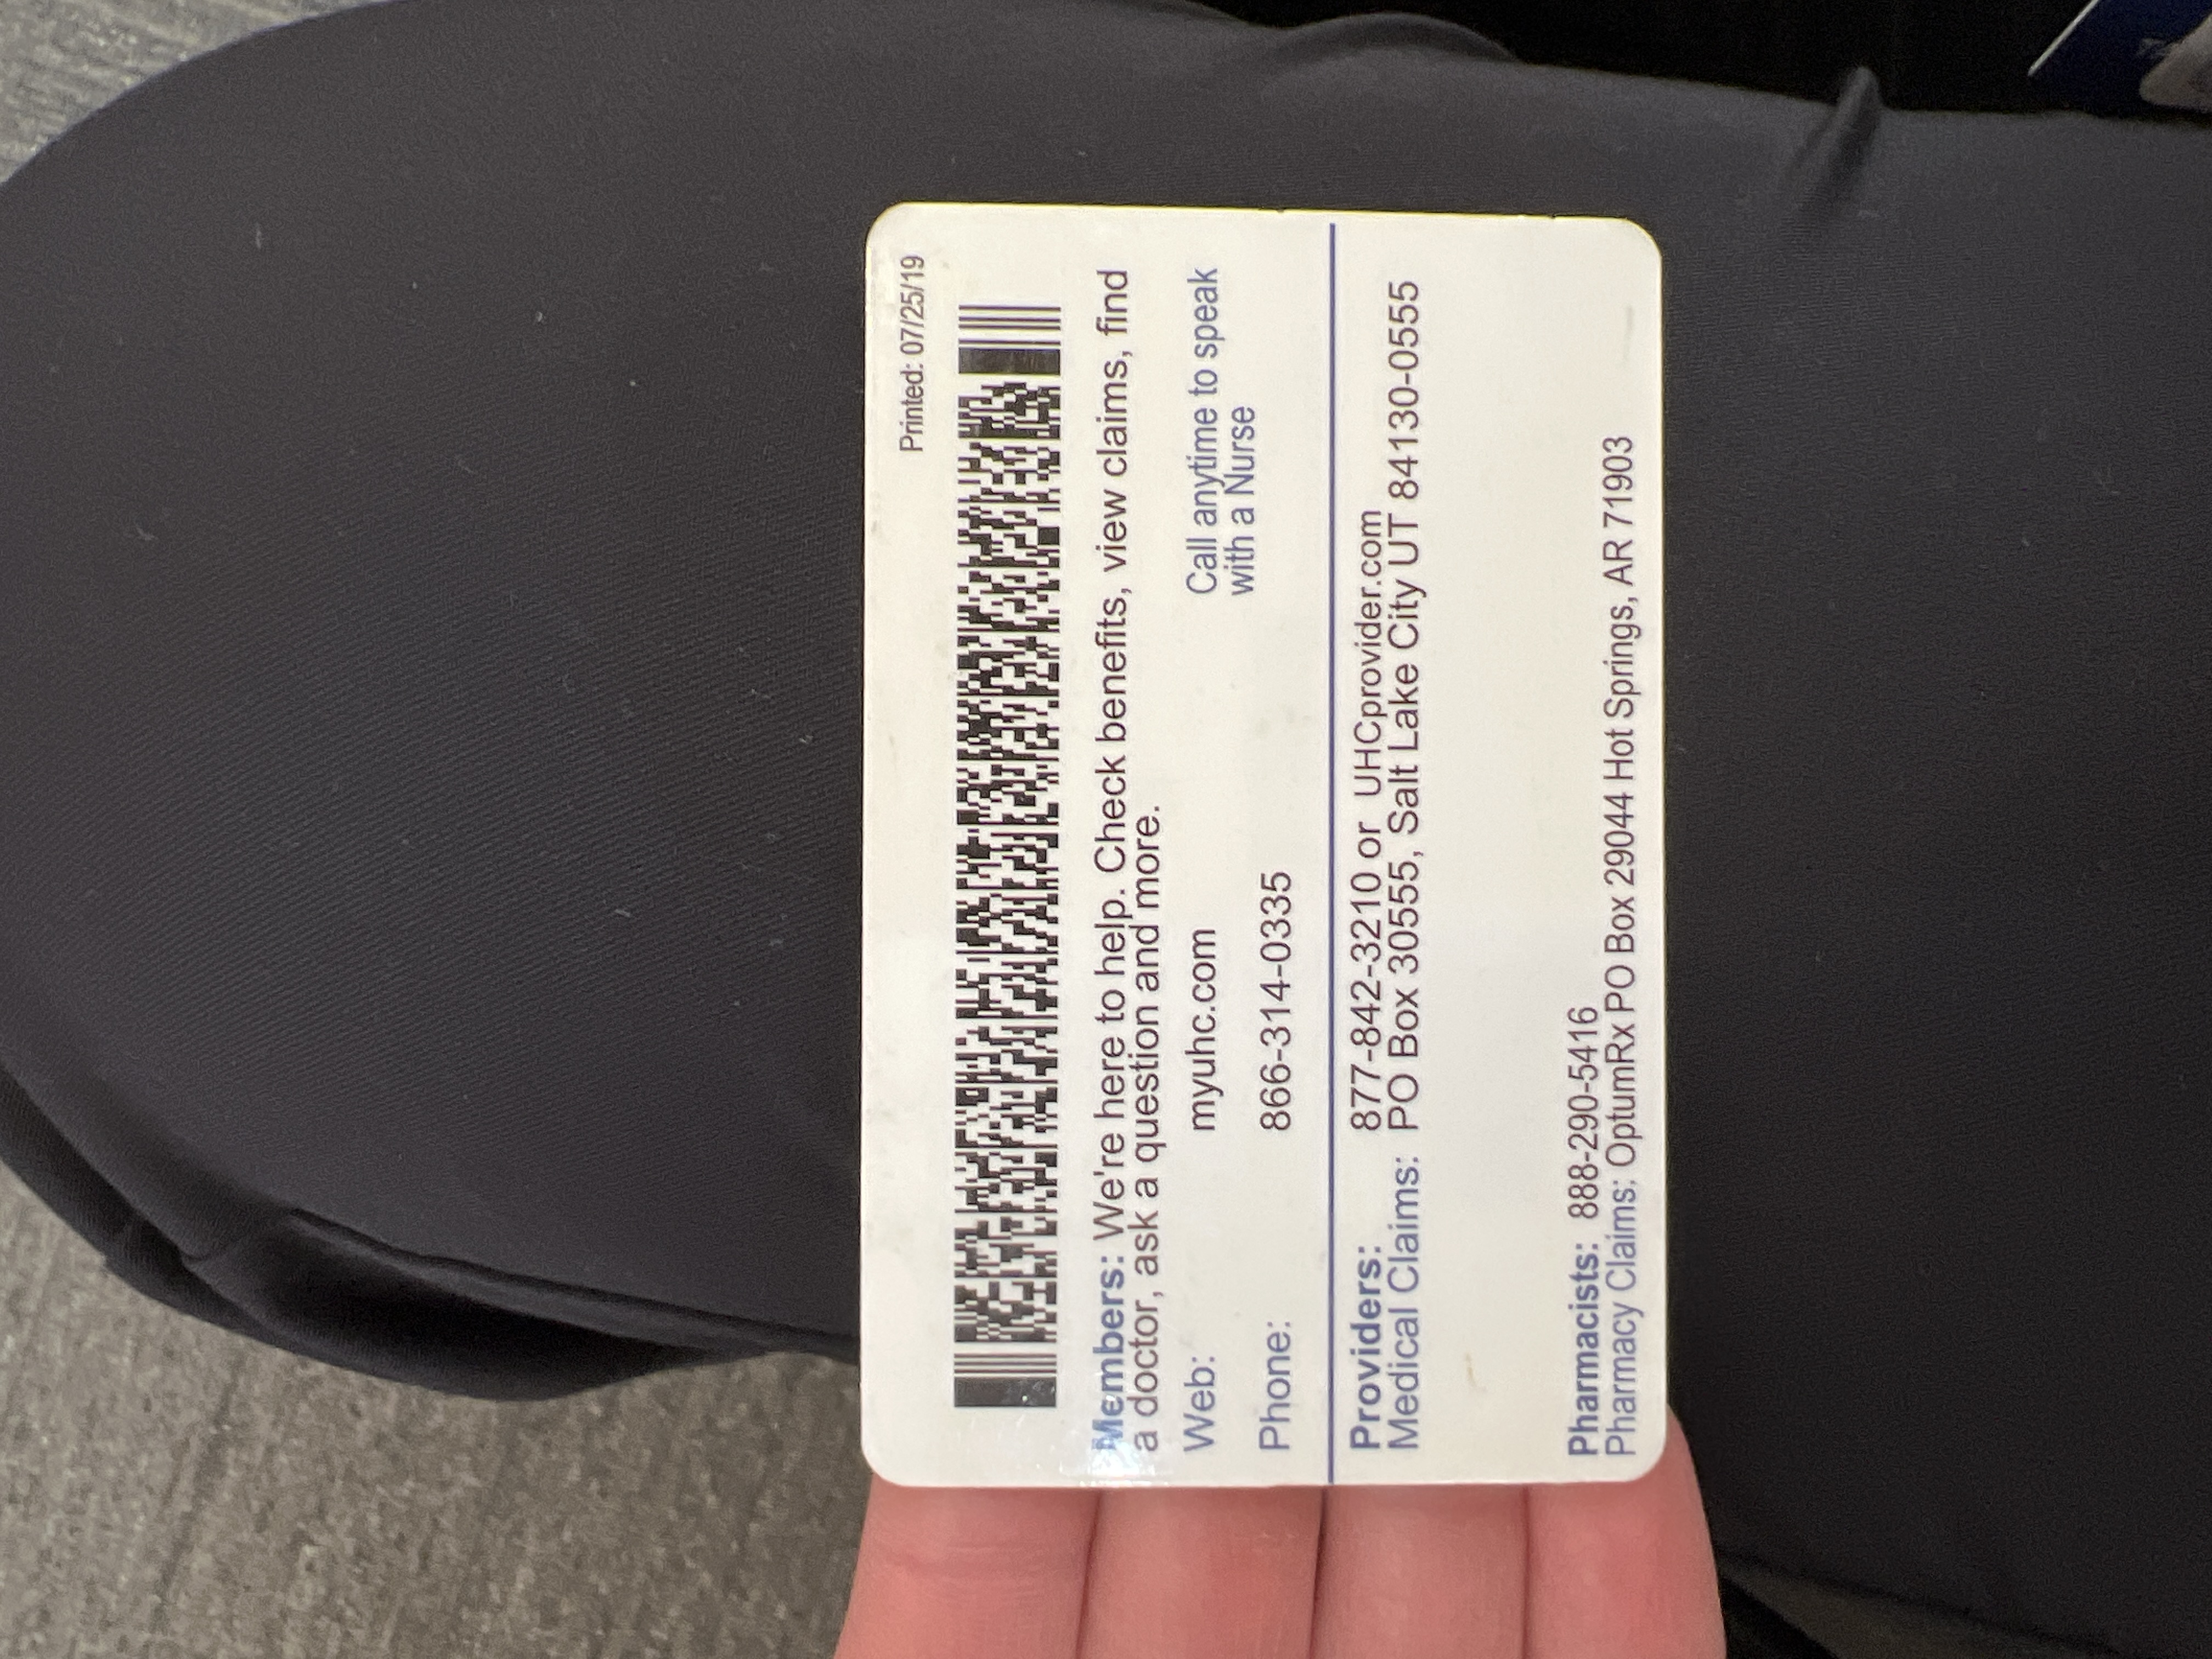 Printed: 07/25/19
Members: We're here to help. Check benefits, view claims, find
a doctor, ask a question and more.
Web: myuhc.com
Call anytime to speak
with a Nurse
Phone: 866-314-0335
Providers: 877-842-3210 or UHCprovider.com
Medical Claims: PO Box 30555, Salt Lake City UT 84130-0555
Pharmacists: 888-290-5416
Pharmacy Claims: OptumRx PO Box 29044 Hot Springs, AR 71903